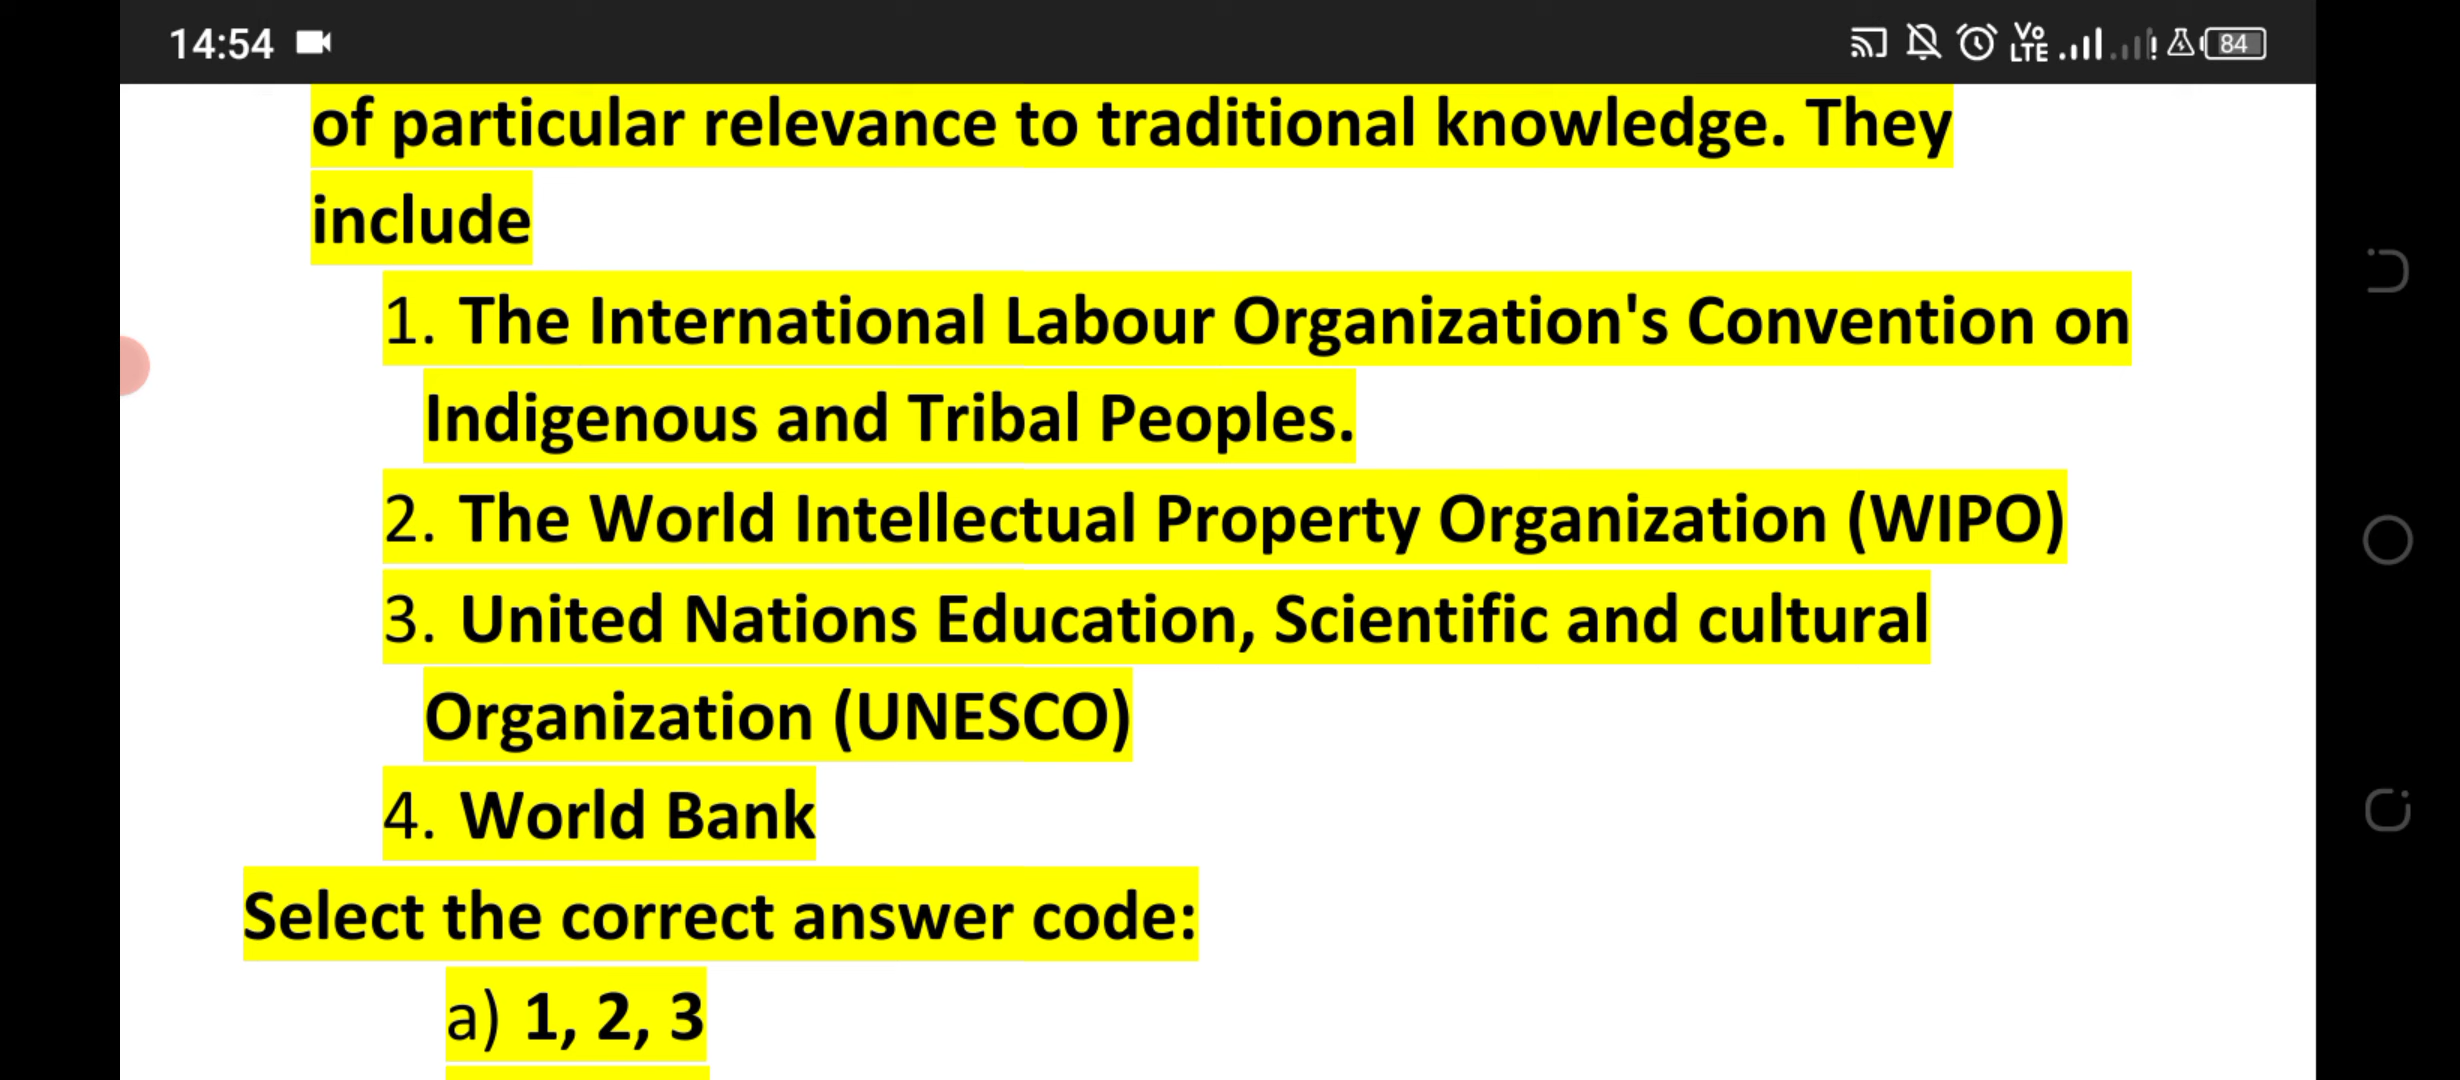 14:54 Vo LTE 84
of particular relevance to traditional knowledge. They
include
1. The International Labour Organization's Convention on
Indigenous and Tribal Peoples.
2. The World Intellectual Property Organization (WIPO)
3. United Nations Education, Scientific and cultural
Organization (UNESCO)
4. World Bank
Select the correct answer code:
a) 1, 2, 3